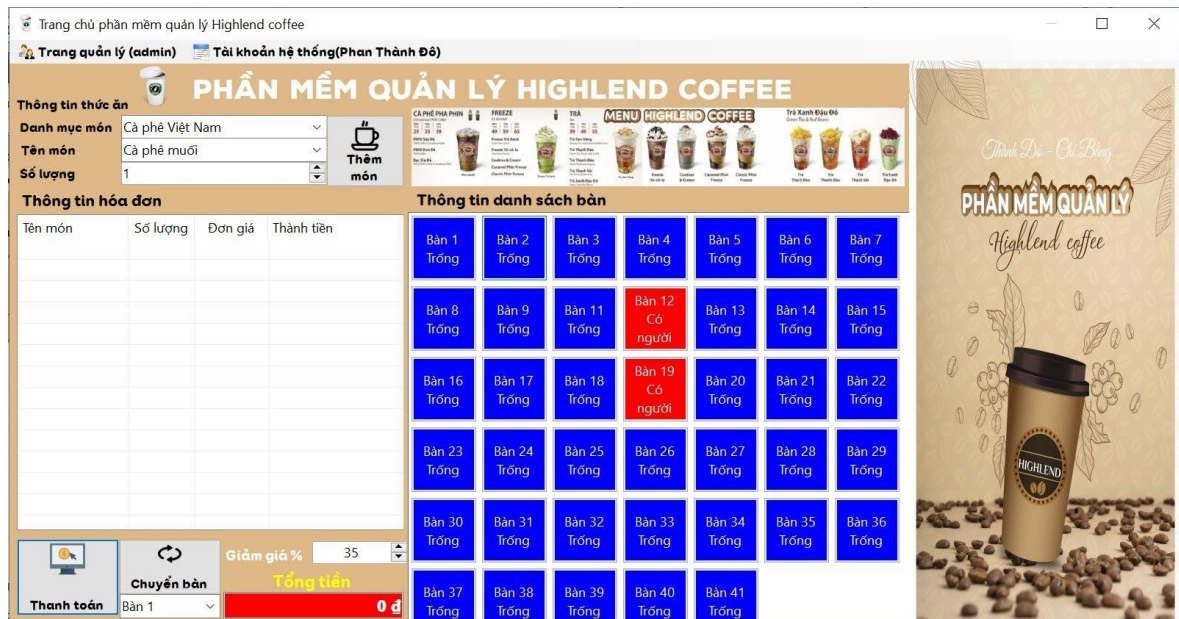 Trang chủ phần mềm quản lý Highlend coffee
Trang quản lý (admin) Tài khoản hệ thống(Phan Thành Đô)
PHẦN MỀM QUẢN LÝ HIGHLEND COFFEE
Thông tin thức ăn
Danh mục món Cà phê Việt Nam
Tên món Cà phê muối
Số lượng 1
Thêm món
CÀ PHÊ PHA PHIN
FREEZE
TRÀ
MENU HIGHLEND COFFEE
Trà Xanh Đậu Đỏ
Thông tin hóa đơn
Tên món Số lượng Đơn giá Thành tiền
Thông tin danh sách bàn
Bàn 1 Bàn 2 Bàn 3 Bàn 4 Bàn 5 Bàn 6 Bàn 7
Trống Trống Trống Trống Trống Trống Trống
Bàn 8 Bàn 9 Bàn 11 Bàn 12 Bàn 13 Bàn 14 Bàn 15
Trống Trống Trống Có người Trống Trống Trống
Bàn 16 Bàn 17 Bàn 18 Bàn 19 Bàn 20 Bàn 21 Bàn 22
Trống Trống Trống Có người Trống Trống Trống
Bàn 23 Bàn 24 Bàn 25 Bàn 26 Bàn 27 Bàn 28 Bàn 29
Trống Trống Trống Trống Trống Trống Trống
Bàn 30 Bàn 31 Bàn 32 Bàn 33 Bàn 34 Bàn 35 Bàn 36
Trống Trống Trống Trống Trống Trống Trống
Bàn 37 Bàn 38 Bàn 39 Bàn 40 Bàn 41
Trống Trống Trống Trống Trống
Thanh toán
Chuyển bàn
Bàn 1
Giảm giá % 35
Tổng tiền
0 đ
PHẦN MỀM QUẢN LÝ
Highlend coffee
HIGHLEND